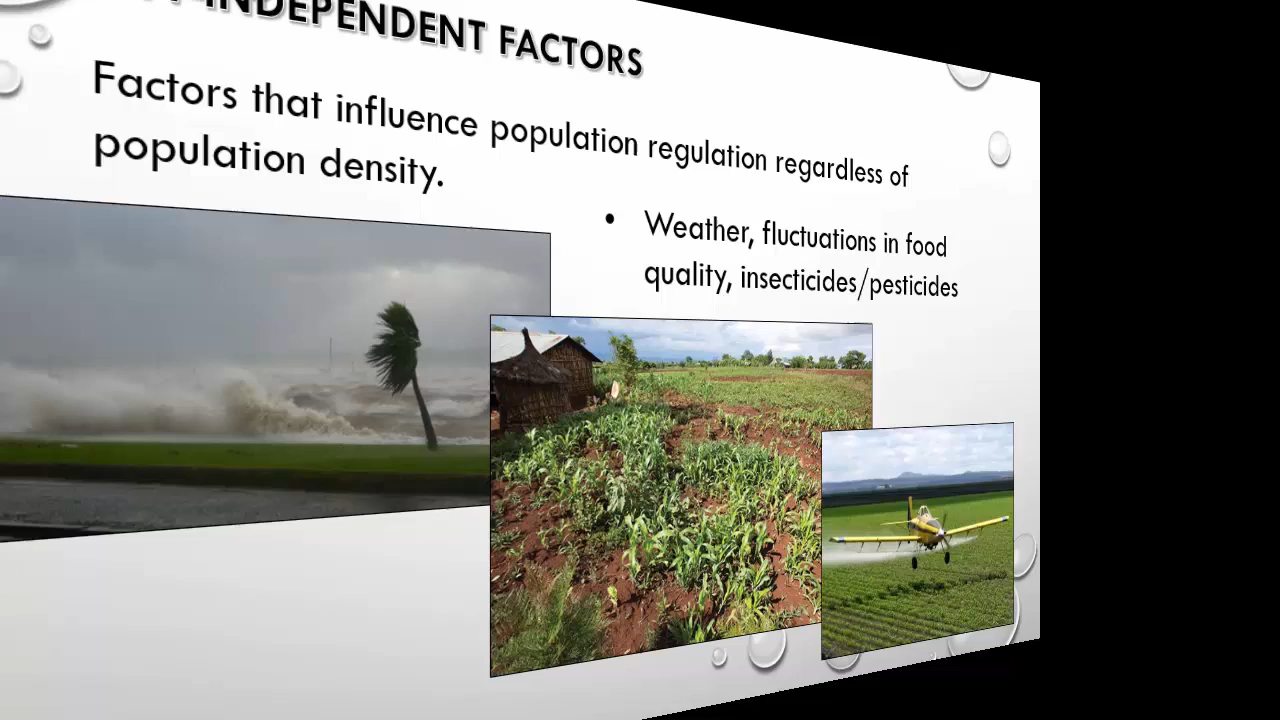 INDEPENDENT FACTORS
Factors that influence population regulation regardless of
population density.
• Weather, fluctuations in food
quality, insecticides/pesticides